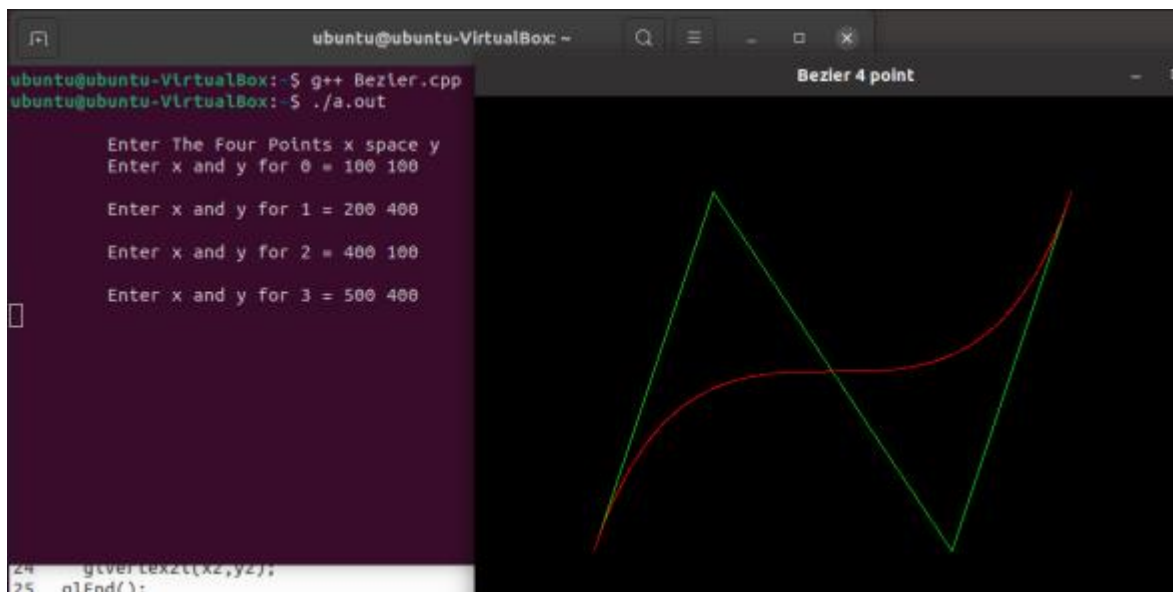 ubuntu@ubuntu-VirtualBox: ~
ubuntu@ubuntu-VirtualBox:~$ g++ Bezier.cpp
ubuntu@ubuntu-VirtualBox:~$ ./a.out
Enter The Four Points x space y
Enter x and y for 0 = 100 100
Enter x and y for 1 = 200 400
Enter x and y for 2 = 400 100
Enter x and y for 3 = 500 400
Bezier 4 point
24 glVertex2i(x2,y2);
25 glEnd();